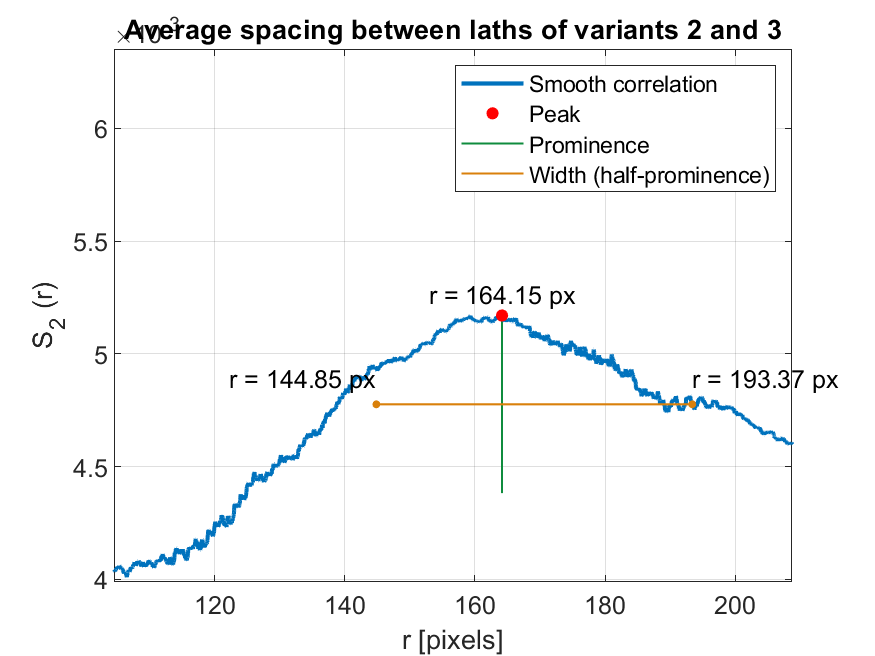 Average spacing between laths of variants 2 and 3
× 10⁻³
Smooth correlation
Peak
Prominence
Width (half-prominence)
6
5.5
5
4.5
4
S₂ (r)
r = 164.15 px
r = 144.85 px
r = 193.37 px
120 140 160 180 200
r [pixels]